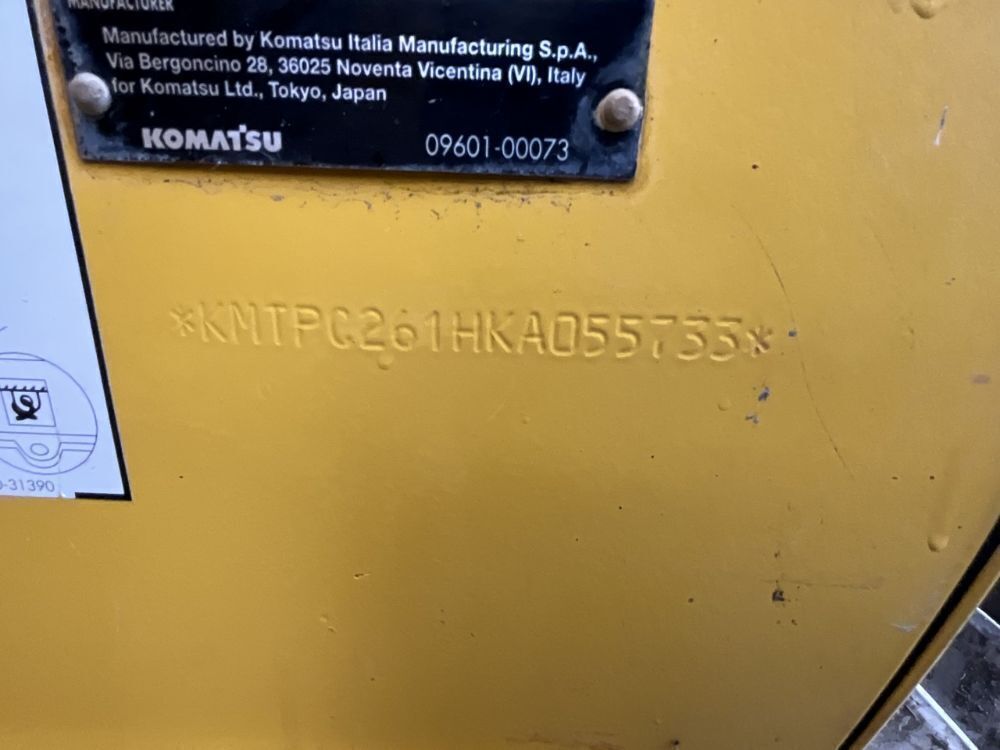 MANUFACTURER
Manufactured by Komatsu Italia Manufacturing S.p.A.,
Via Bergoncino 28, 36025 Noventa Vicentina (VI), Italy
for Komatsu Ltd., Tokyo, Japan
KOMATSU
09601-00073
*KMTPC261HKA055733*
-31390